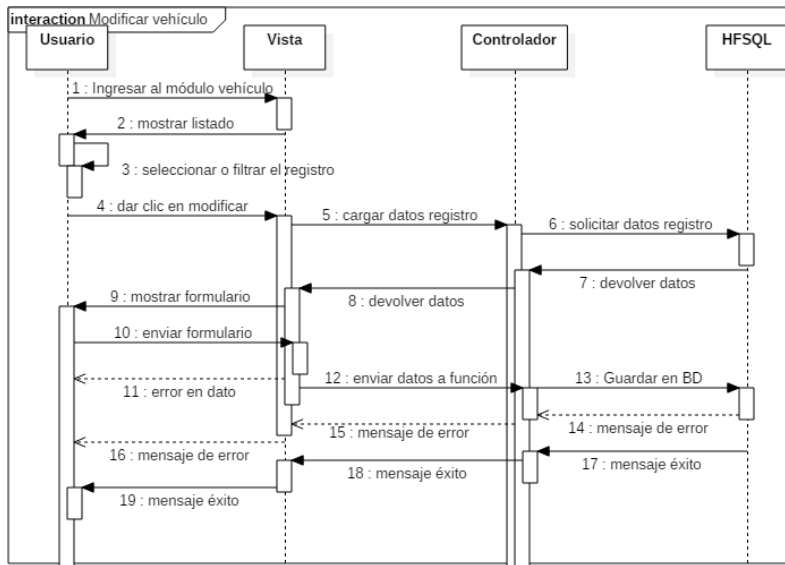 interaction Modificar vehículo
Usuario
Vista
Controlador
HFSQL
1 : Ingresar al módulo vehículo
2 : mostrar listado
3 : seleccionar o filtrar el registro
4 : dar clic en modificar
5 : cargar datos registro
6 : solicitar datos registro
7 : devolver datos
8 : devolver datos
9 : mostrar formulario
10 : enviar formulario
11 : error en dato
12 : enviar datos a función
13 : Guardar en BD
14 : mensaje de error
15 : mensaje de error
16 : mensaje de error
17 : mensaje éxito
18 : mensaje éxito
19 : mensaje éxito